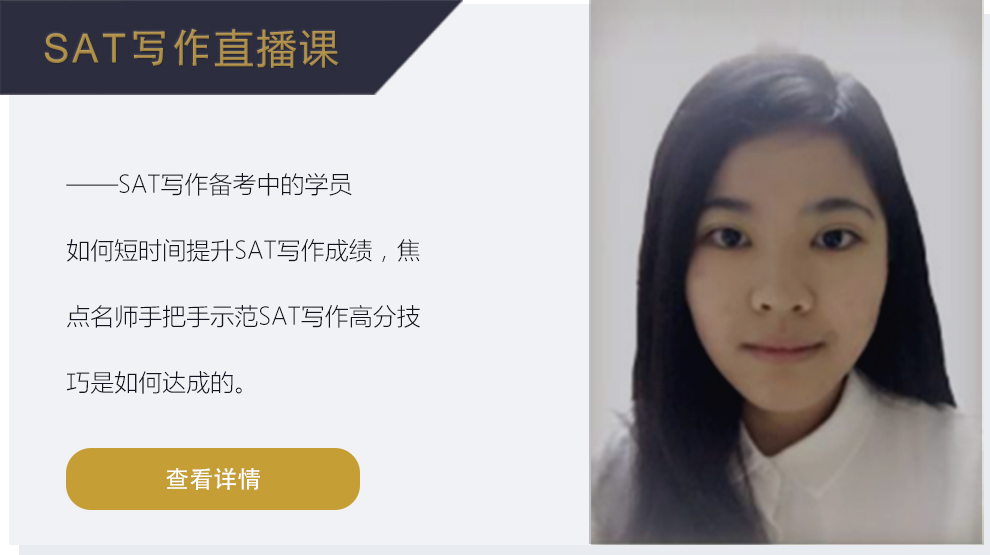 SAT写作直播课
——SAT写作备考中的学员
如何短时间提升SAT写作成绩，焦
点名师手把手示范SAT写作高分技
巧是如何达成的。
查看详情